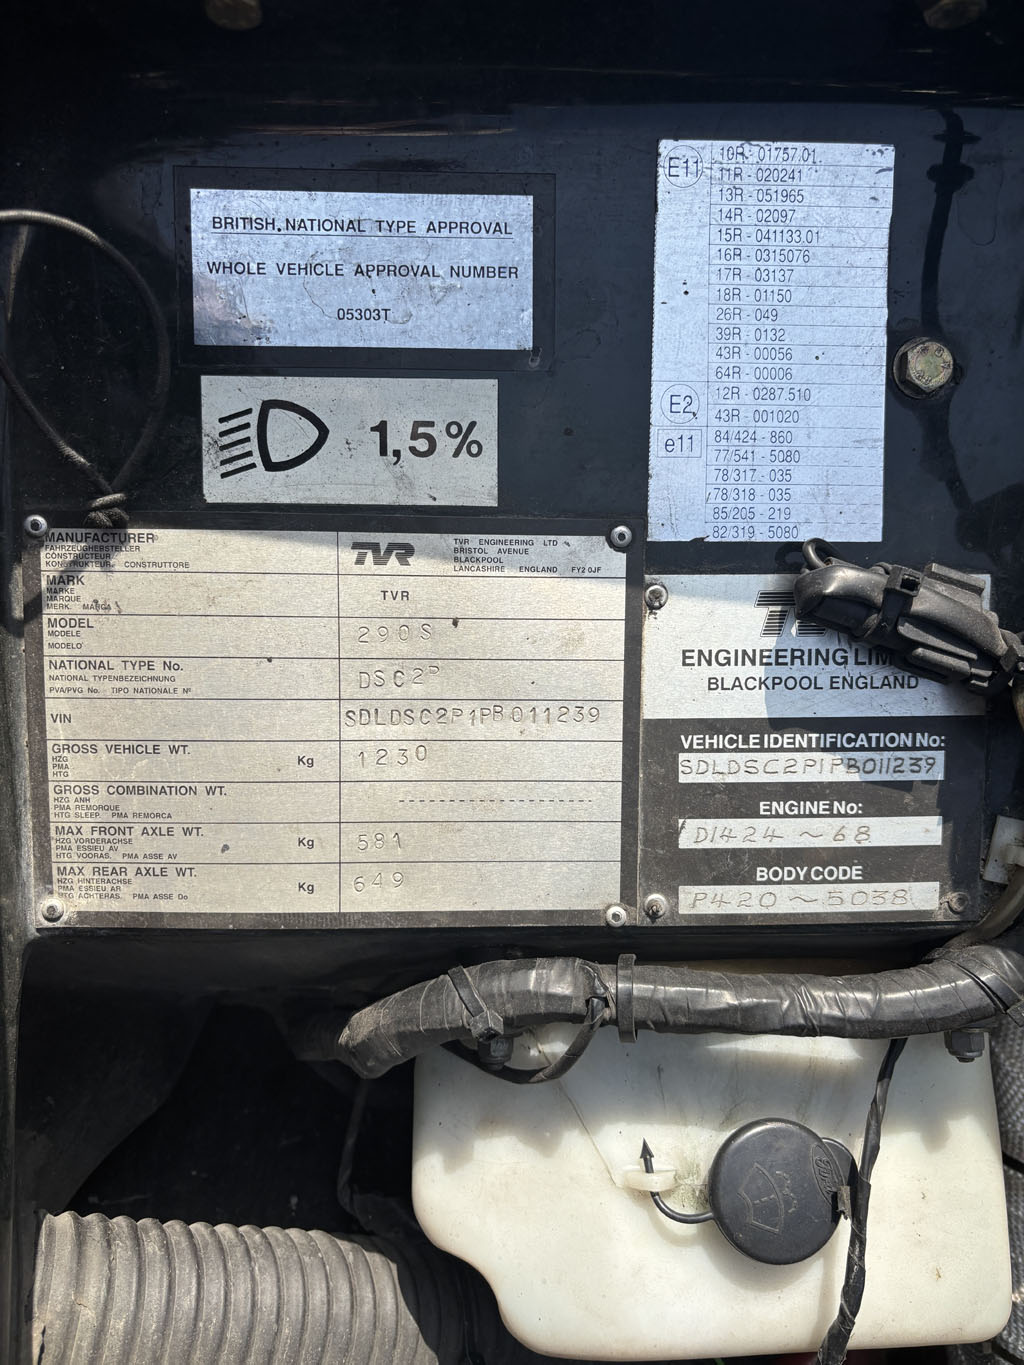 BRITISH NATIONAL TYPE APPROVAL
WHOLE VEHICLE APPROVAL NUMBER
05303T
1,5%
E11
10R - 01757.01
11R - 020241
13R - 051965
14R - 02097
15R - 041133.01
16R - 0315076
17R - 03137
18R - 01150
26R - 049
39R - 0132
43R - 00056
64R - 00006
E2
12R - 0287.510
43R - 001020
e11
84/424 - 860
77/541 - 5080
78/317 - 035
78/318 - 035
85/205 - 219
82/319 - 5080
MANUFACTURER
FAHRZEUGHERSTELLER
CONSTRUCTEUR
KONSTRUKTEUR CONSTRUTTORE
TVR
TVR ENGINEERING LTD
BRISTOL AVENUE
BLACKPOOL
LANCASHIRE ENGLAND FY2 0JF
MARK
MARKE
MARQUE
MERK. MARCA
TVR
MODEL
MODELE
MODELO
290S
NATIONAL TYPE No.
NATIONAL TYPENBEZEICHNUNG
PVA/PVG No. TIPO NATIONALE Nº
DSC2P
VIN
SDLDSC2P1PB011239
GROSS VEHICLE WT.
HZG
PMA
HTG
Kg
1230
GROSS COMBINATION WT.
HZG ANH
PMA REMORQUE
HTG SLEEP. PMA REMORCA
--------------------
MAX FRONT AXLE WT.
HZG VORDERACHSE
PMA ESSIEU AV
HTG VOORAS. PMA ASSE AV
Kg
581
MAX REAR AXLE WT.
HZG HINTERACHSE
PMA ESSIEU AR
HTG ACHTERAS. PMA ASSE Do
Kg
649
TVR
ENGINEERING LIM
BLACKPOOL ENGLAND
VEHICLE IDENTIFICATION No:
SDLDSC2P1PB011239
ENGINE No:
D1424~68
BODY CODE
P420~5038
Ford